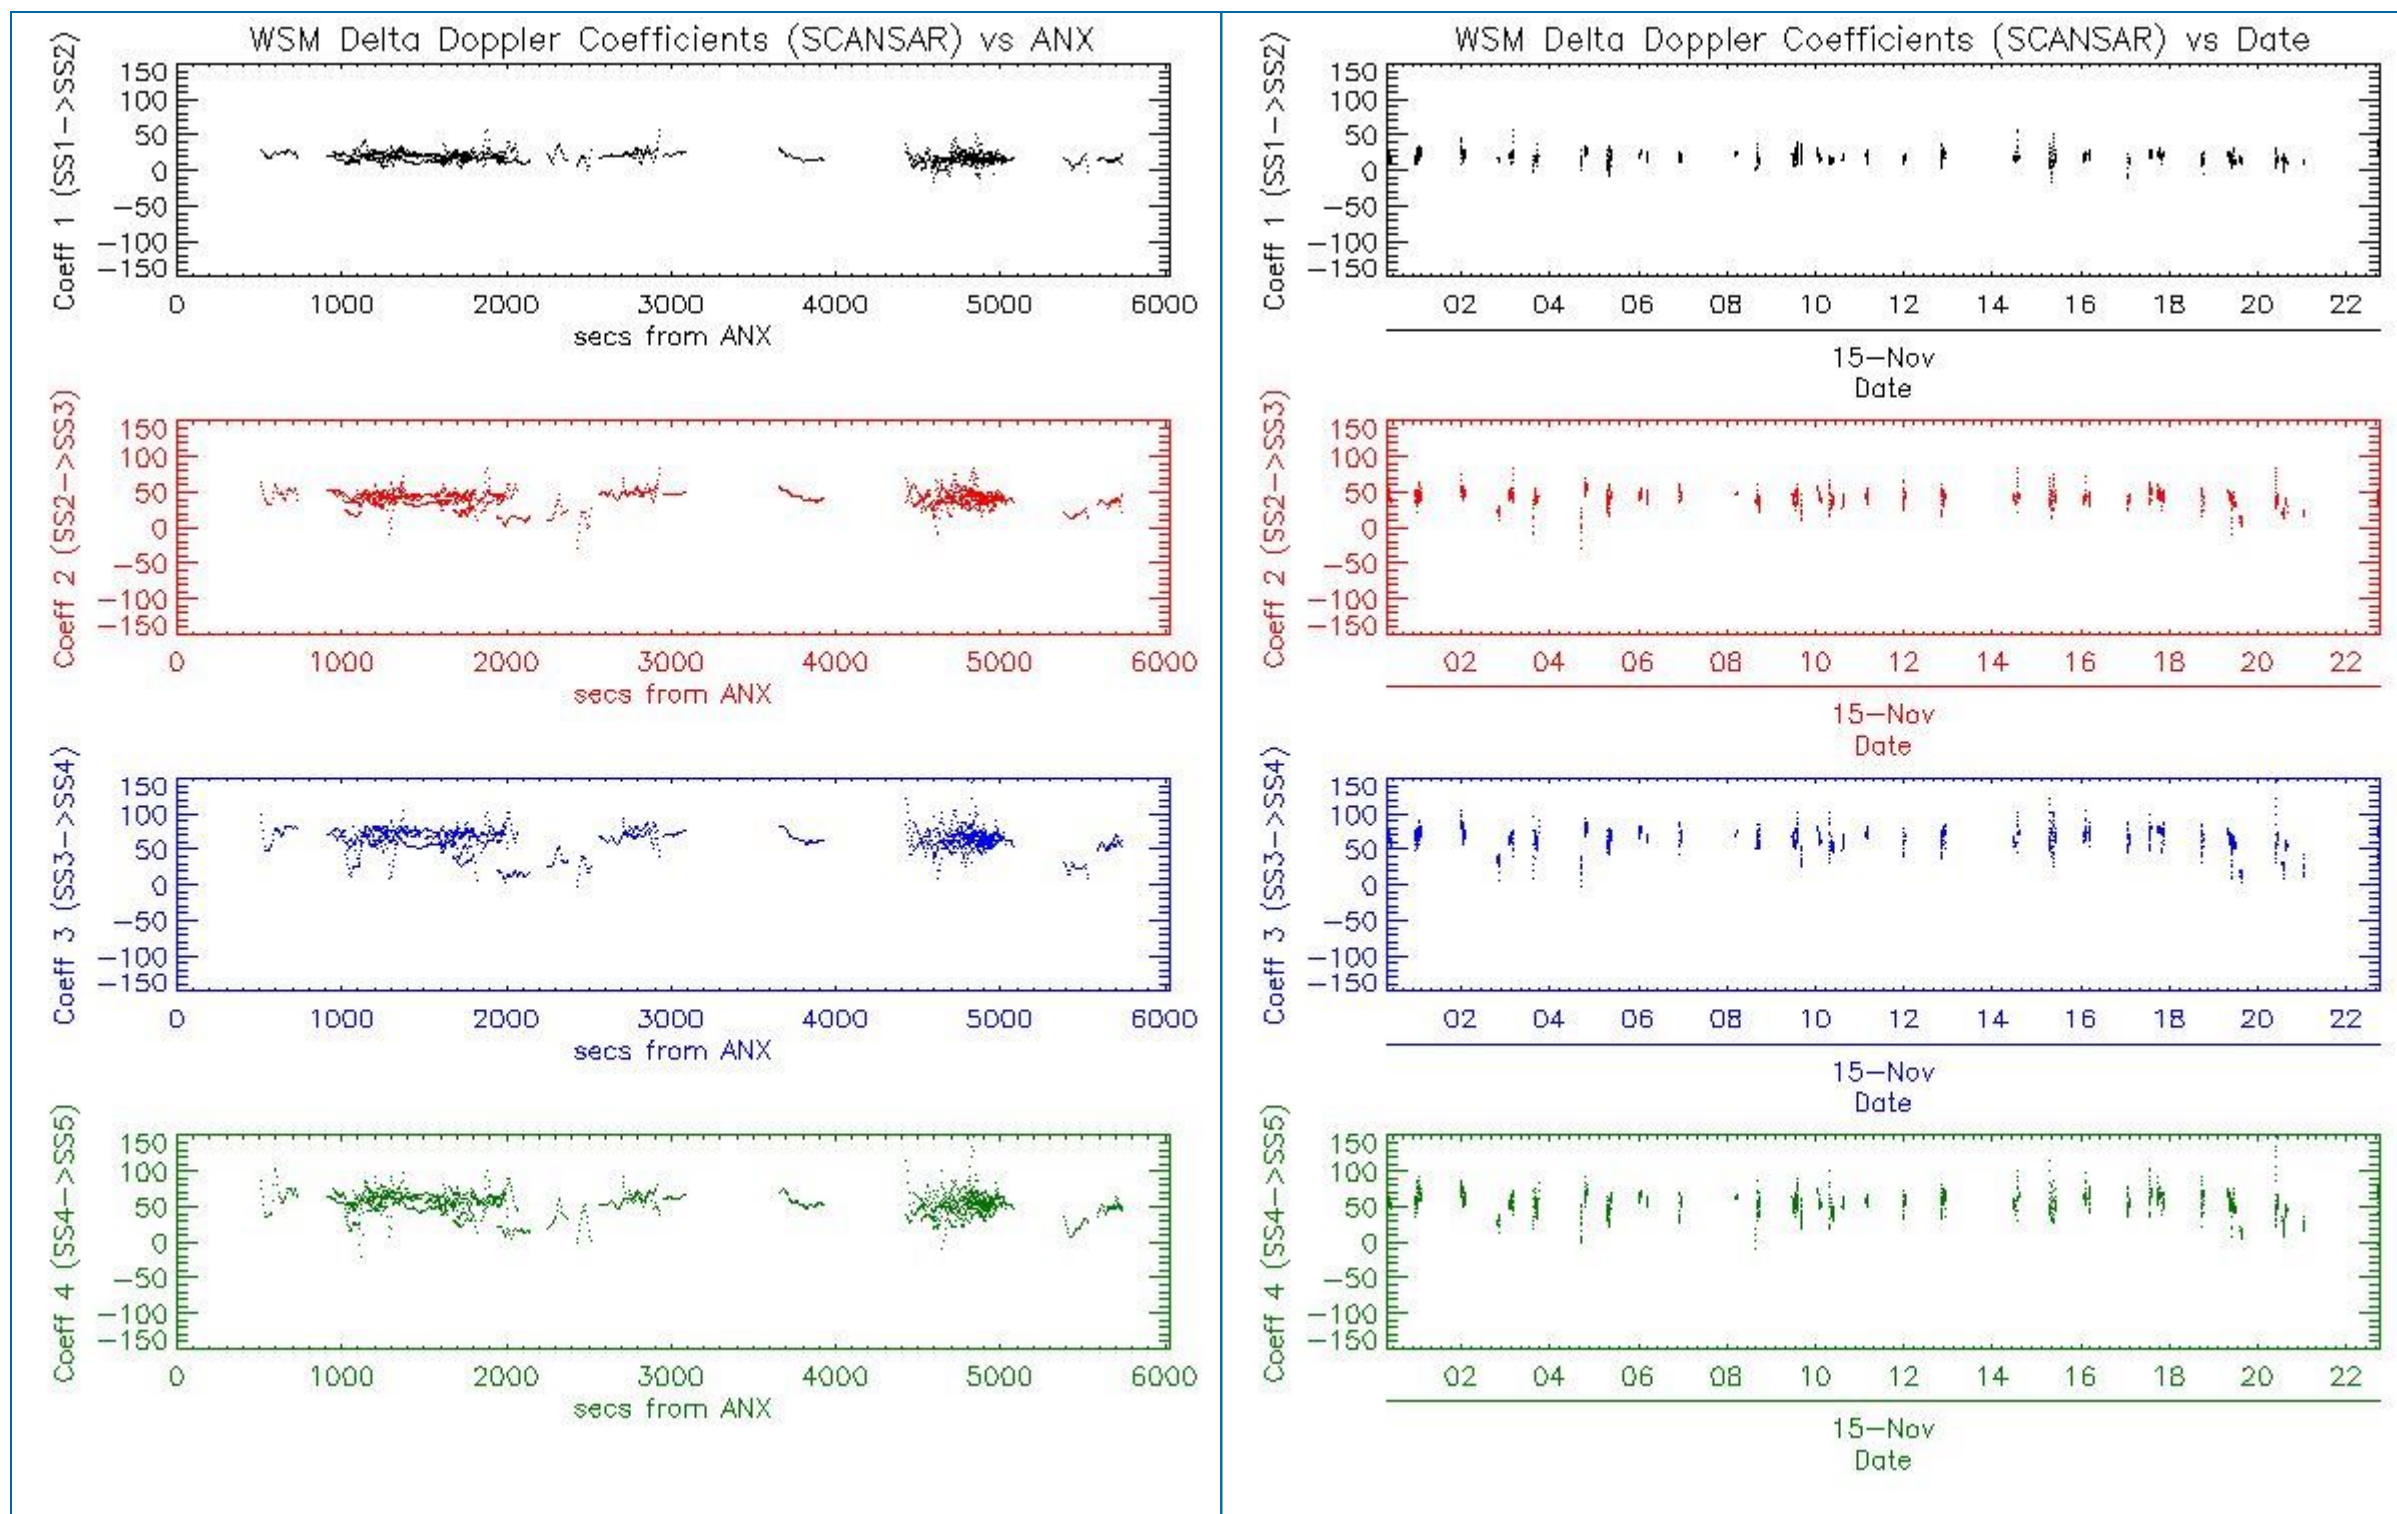 WSM Delta Doppler Coefficients (SCANSAR) vs ANX
Coeff 1 (SS1->SS2)
150
100
50
0
-50
-100
-150
0 1000 2000 3000 4000 5000 6000
secs from ANX
Coeff 2 (SS2->SS3)
150
100
50
0
-50
-100
-150
0 1000 2000 3000 4000 5000 6000
secs from ANX
Coeff 3 (SS3->SS4)
150
100
50
0
-50
-100
-150
0 1000 2000 3000 4000 5000 6000
secs from ANX
Coeff 4 (SS4->SS5)
150
100
50
0
-50
-100
-150
0 1000 2000 3000 4000 5000 6000
secs from ANX
WSM Delta Doppler Coefficients (SCANSAR) vs Date
Coeff 1 (SS1->SS2)
150
100
50
0
-50
-100
-150
02 04 06 08 10 12 14 16 18 20 22
15-Nov
Date
Coeff 2 (SS2->SS3)
150
100
50
0
-50
-100
-150
02 04 06 08 10 12 14 16 18 20 22
15-Nov
Date
Coeff 3 (SS3->SS4)
150
100
50
0
-50
-100
-150
02 04 06 08 10 12 14 16 18 20 22
15-Nov
Date
Coeff 4 (SS4->SS5)
150
100
50
0
-50
-100
-150
02 04 06 08 10 12 14 16 18 20 22
15-Nov
Date